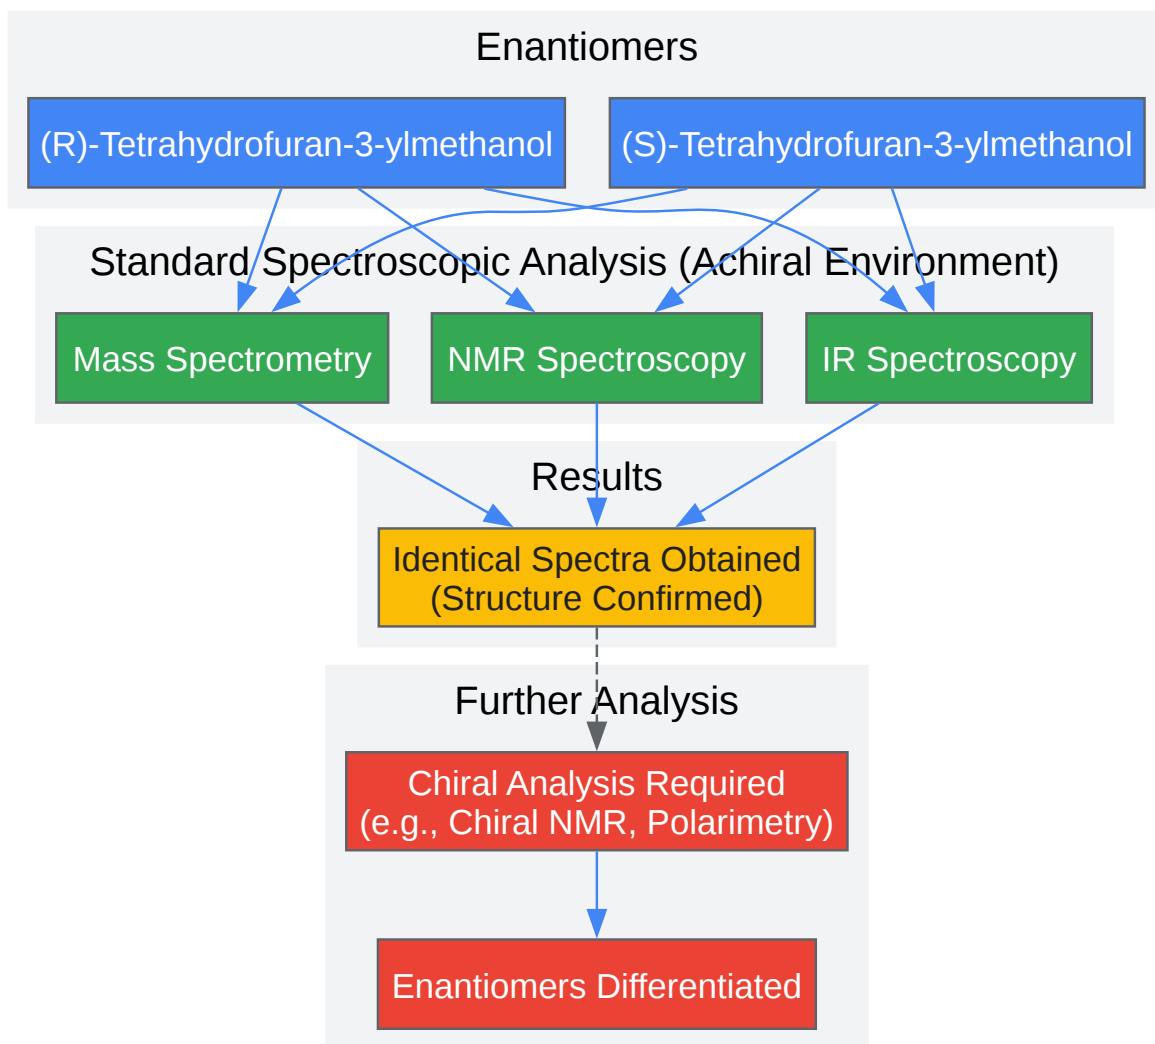 Enantiomers
(R)-Tetrahydrofuran-3-ylmethanol
(S)-Tetrahydrofuran-3-ylmethanol
Standard Spectroscopic Analysis (Achiral Environment)
Mass Spectrometry
NMR Spectroscopy
IR Spectroscopy
Results
Identical Spectra Obtained
(Structure Confirmed)
Further Analysis
Chiral Analysis Required
(e.g., Chiral NMR, Polarimetry)
Enantiomers Differentiated